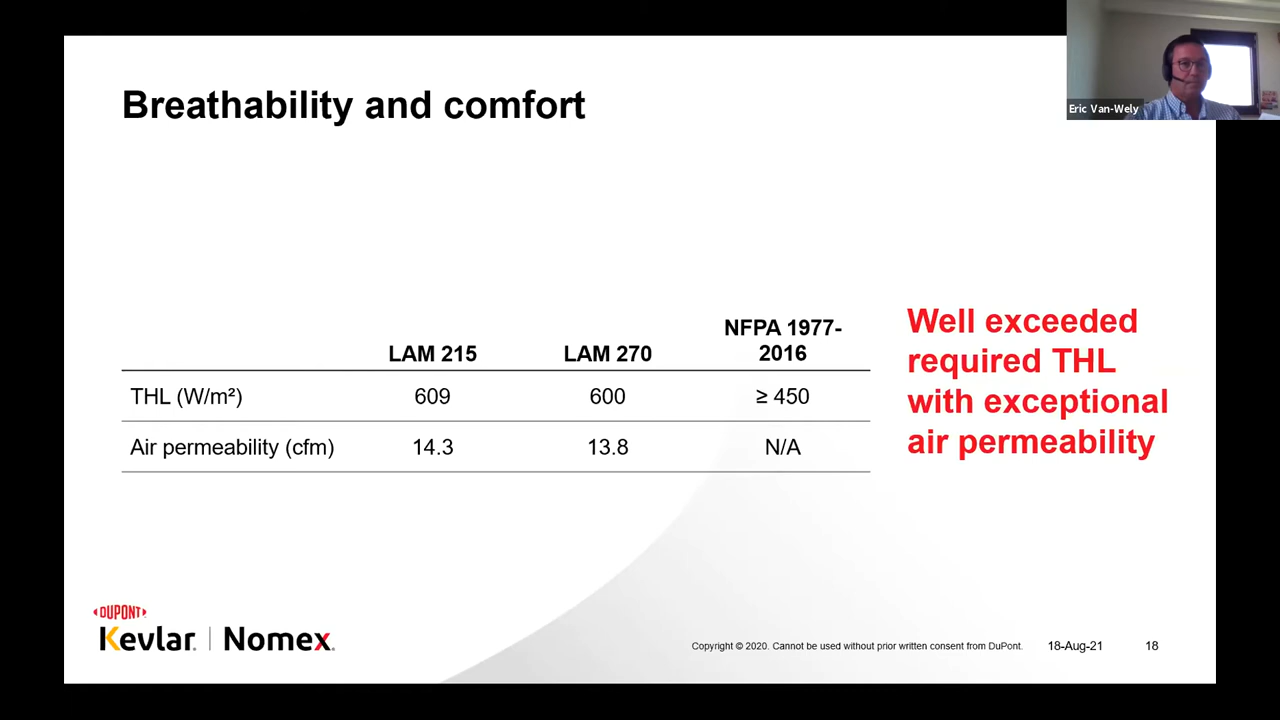 Breathability and comfort
Eric Van-Wely
LAM 215 LAM 270 NFPA 1977-
2016
THL (W/m²) 609 600 ≥ 450
Air permeability (cfm) 14.3 13.8 N/A
Well exceeded
required THL
with exceptional
air permeability
DUPONT
Kevlar. | Nomex.
Copyright © 2020. Cannot be used without prior written consent from DuPont. 18-Aug-21 18